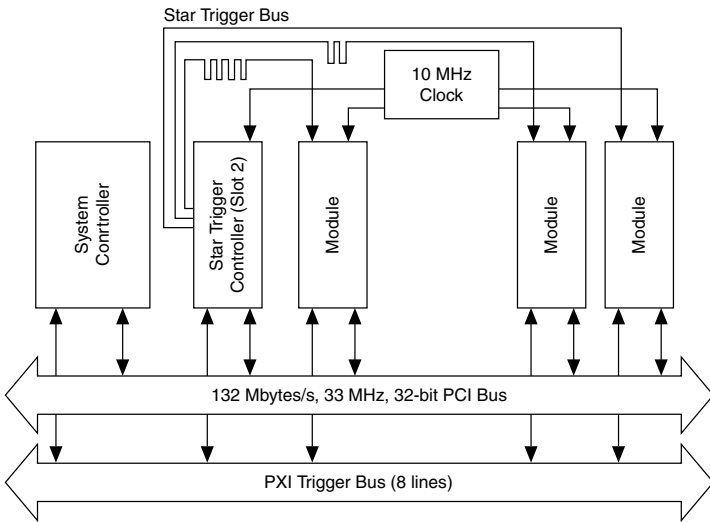 Star Trigger Bus
10 MHz
Clock
System
Conrtroller
Star Trigger
Controller (Slot 2)
Module
Module
Module
132 Mbytes/s, 33 MHz, 32-bit PCI Bus
PXI Trigger Bus (8 lines)